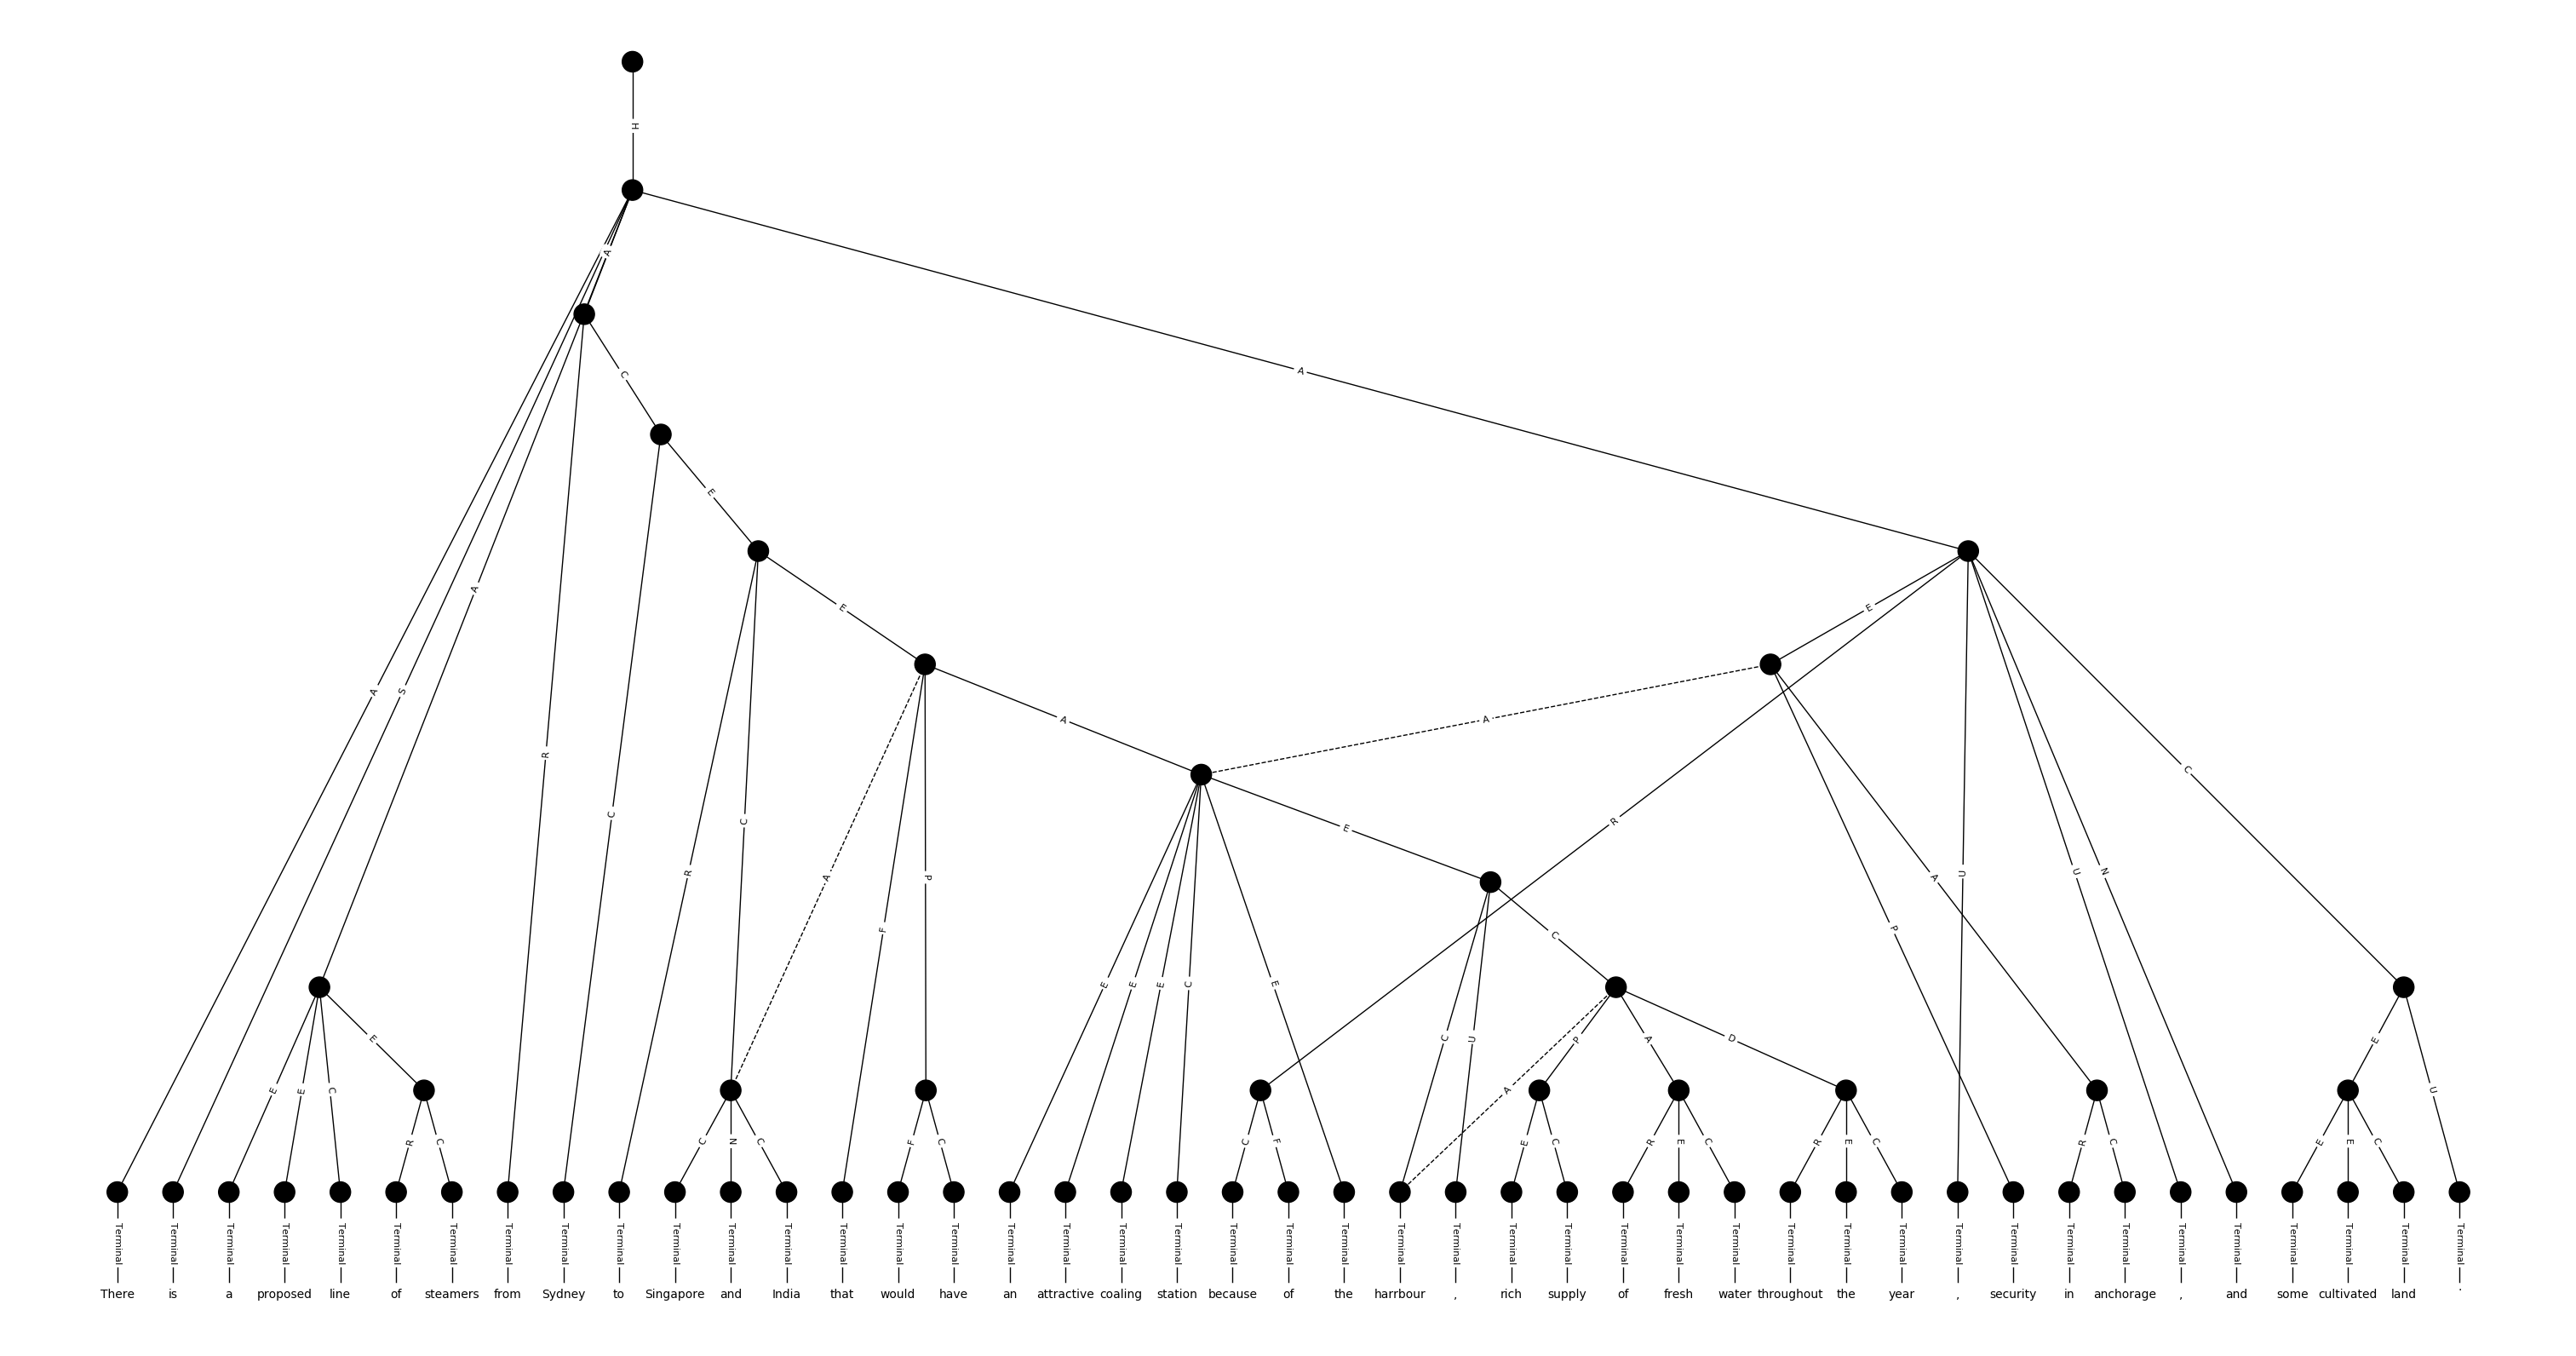 H
A
A
C
E
A
S
A
E
E
A
A
R
C
R
C
A
F
P
E
R
E
E
E
C
E
C
U
P
A
U
U
N
C
E
E
E
C
C
U
A
P
A
D
E
U
R
C
C
N
C
F
C
C
F
E
C
R
E
C
R
E
C
R
C
E
E
C
Terminal Terminal Terminal Terminal Terminal Terminal Terminal Terminal Terminal Terminal Terminal Terminal Terminal Terminal Terminal Terminal Terminal Terminal Terminal Terminal Terminal Terminal Terminal Terminal Terminal Terminal Terminal Terminal Terminal Terminal Terminal Terminal Terminal Terminal Terminal Terminal Terminal Terminal Terminal Terminal Terminal Terminal Terminal
There is a proposed line of steamers from Sydney to Singapore and India that would have an attractive coaling station because of the harrbour , rich supply of fresh water throughout the year , security in anchorage , and some cultivated land .